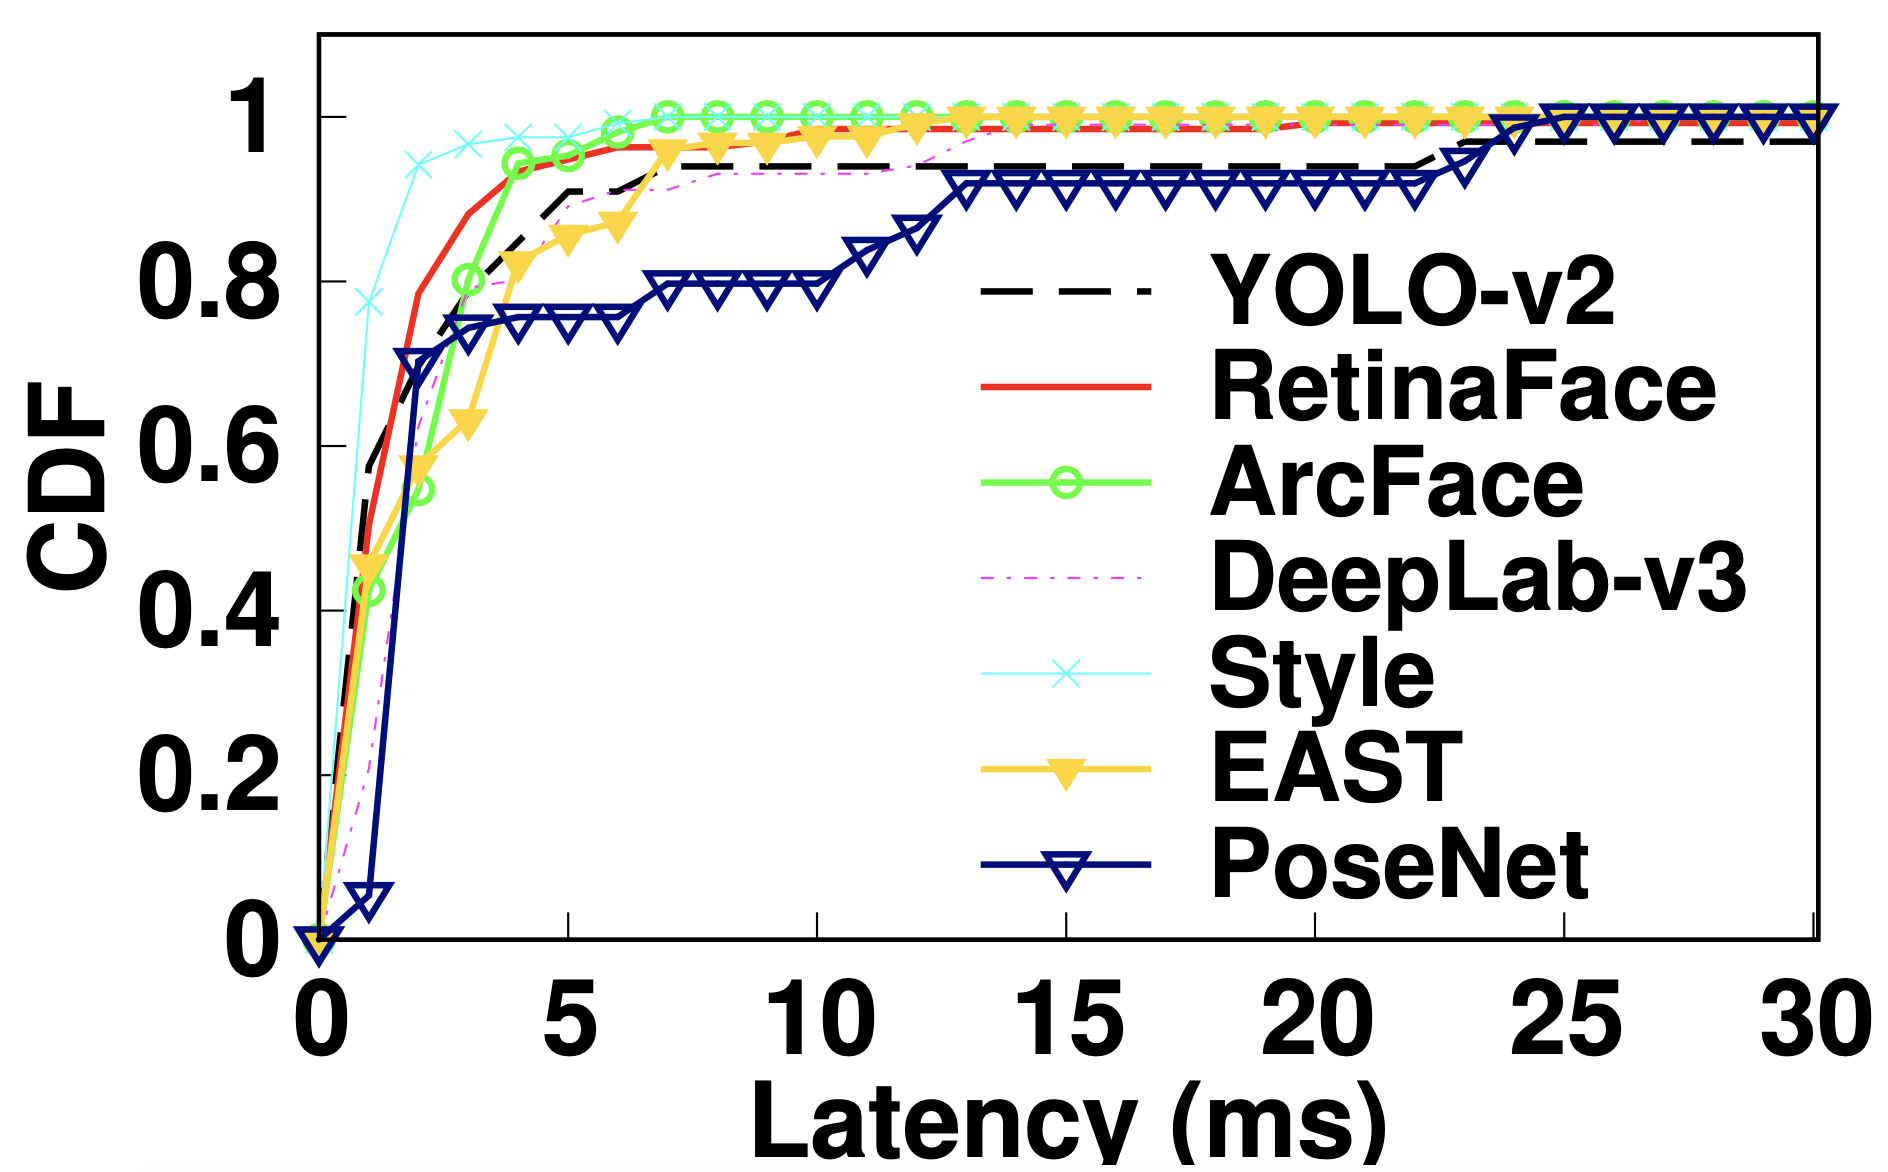 1
0.8
0.6
0.4
0.2
0
CDF
0 5 10 15 20 25 30
Latency (ms)
YOLO-v2
RetinaFace
ArcFace
DeepLab-v3
Style
EAST
PoseNet